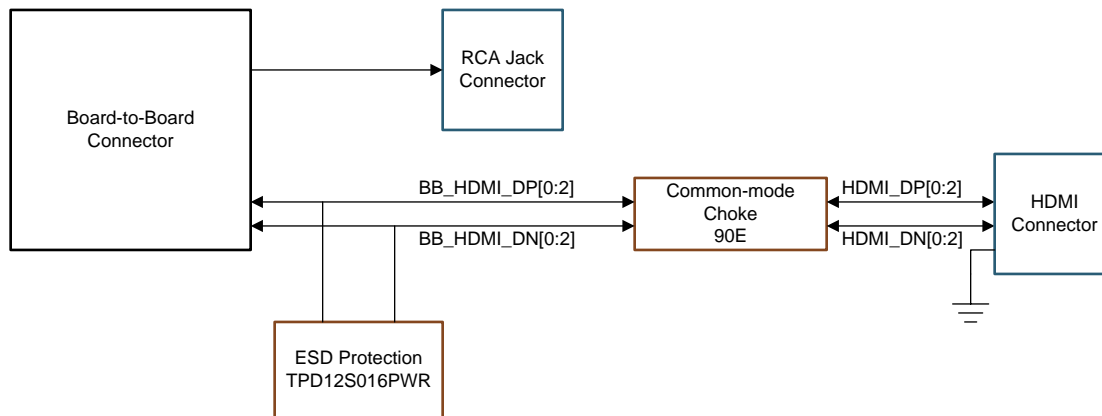 RCA Jack
Connector
Board-to-Board
Connector
BB_HDMI_DP[0:2]
BB_HDMI_DN[0:2]
Common-mode
Choke
90E
HDMI_DP[0:2]
HDMI_DN[0:2]
HDMI
Connector
ESD Protection
TPD12S016PWR